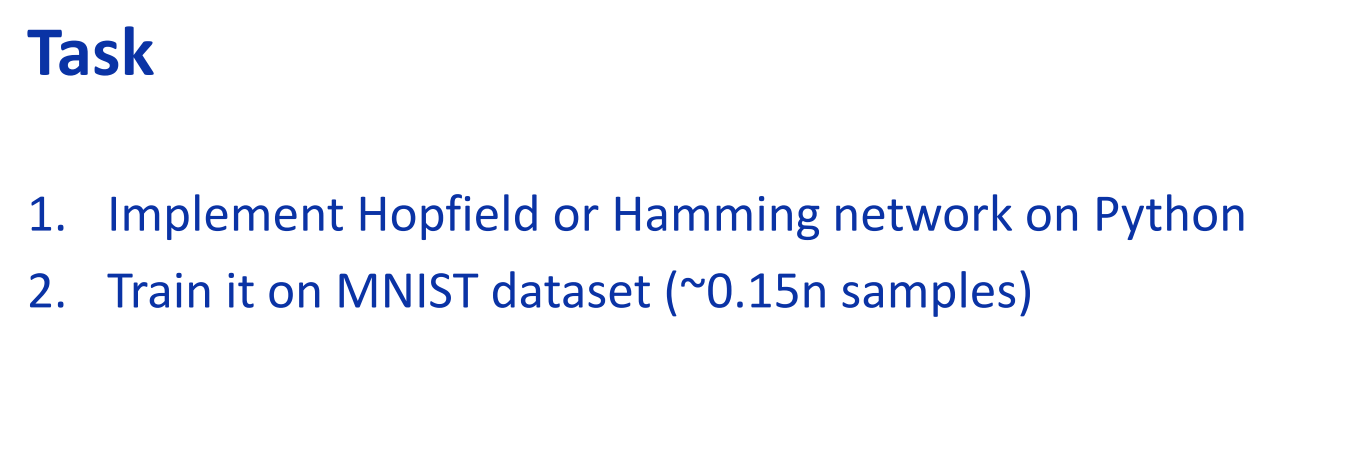 Task
1. Implement Hopfield or Hamming network on Python
2. Train it on MNIST dataset (~0.15n samples)